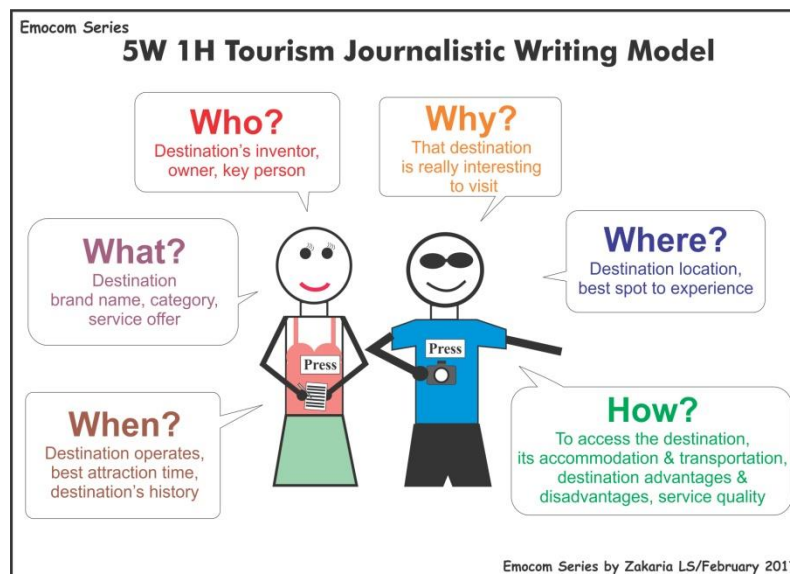 Emocom Series
5W 1H Tourism Journalistic Writing Model
Who?
Destination's inventor,
owner, key person
Why?
That destination
is really interesting
to visit
What?
Destination
brand name, category,
service offer
Where?
Destination location,
best spot to experience
Press
Press
When?
Destination operates,
best attraction time,
destination's history
How?
To access the destination,
its accommodation & transportation,
destination advantages &
disadvantages, service quality
Emocom Series by Zakaria LS/February 201